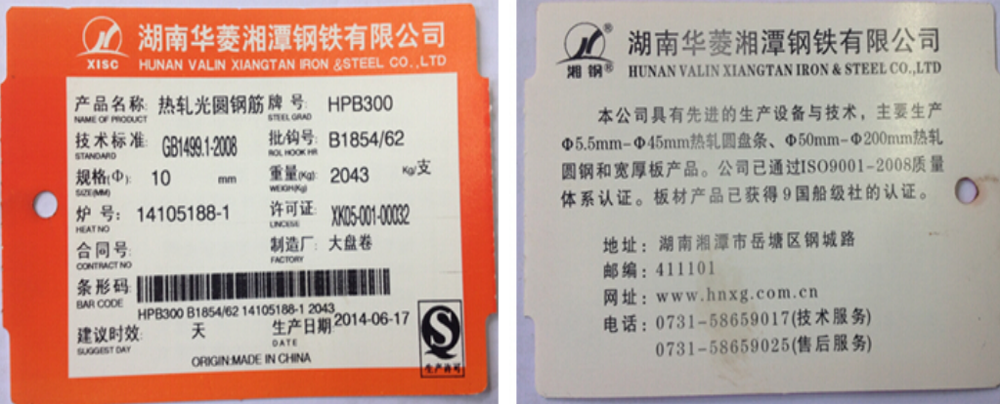 湖南华菱湘潭钢铁有限公司
XISC HUNAN VALIN XIANGTAN IRON &STEEL CO.,LTD
产品名称: 热轧光圆钢筋 牌号: HPB300
NAME OF PRODUCT STEEL GRAD
技术标准: GB1499.1-2008 批/钩号: B1854/62
STANDARD ROL HOOK HR
规格(Φ): 10 mm 重量(Kg): 2043 Kg/支
SIZE(MM) WEIGH(Kg)
炉号: 14105188-1 许可证: XK05-001-00032
HEAT NO LINCESE
合同号: 制造厂: 大盘卷
CONTRACT NO FACTORY
条形码:
BAR CODE
HPB300 B1854/62 14105188-1 2043
建议时效: 天 生产日期: 2014-06-17
SUGGEST DAY DATE
ORIGIN:MADE IN CHINA
生产许可
湖南华菱湘潭钢铁有限公司
湘钢® HUNAN VALIN XIANGTAN IRON & STEEL CO.,LTD
本公司具有先进的生产设备与技术，主要生产
Φ5.5mm-Φ45mm热轧圆盘条、Φ50mm-Φ200mm热轧
圆钢和宽厚板产品。公司已通过ISO9001-2008质量
体系认证。板材产品已获得9国船级社的认证。
地址: 湖南湘潭市岳塘区钢城路
邮编: 411101
网址: www.hnxg.com.cn
电话: 0731-58659017(技术服务)
0731-58659025(售后服务)